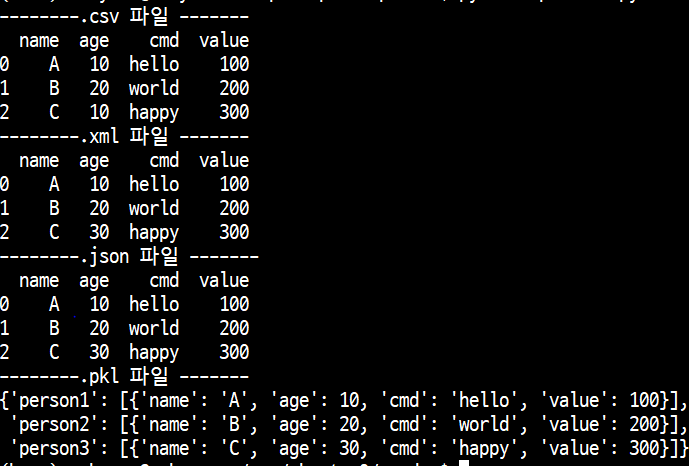 --------.csv 파일 -------
name age cmd value
0 A 10 hello 100
1 B 20 world 200
2 C 10 happy 300
--------.xml 파일 -------
name age cmd value
0 A 10 hello 100
1 B 20 world 200
2 C 30 happy 300
--------.json 파일 -------
name age cmd value
0 A 10 hello 100
1 B 20 world 200
2 C 30 happy 300
--------.pkl 파일 -------
{'person1': [{'name': 'A', 'age': 10, 'cmd': 'hello', 'value': 100}],
'person2': [{'name': 'B', 'age': 20, 'cmd': 'world', 'value': 200}],
'person3': [{'name': 'C', 'age': 30, 'cmd': 'happy', 'value': 300}]}